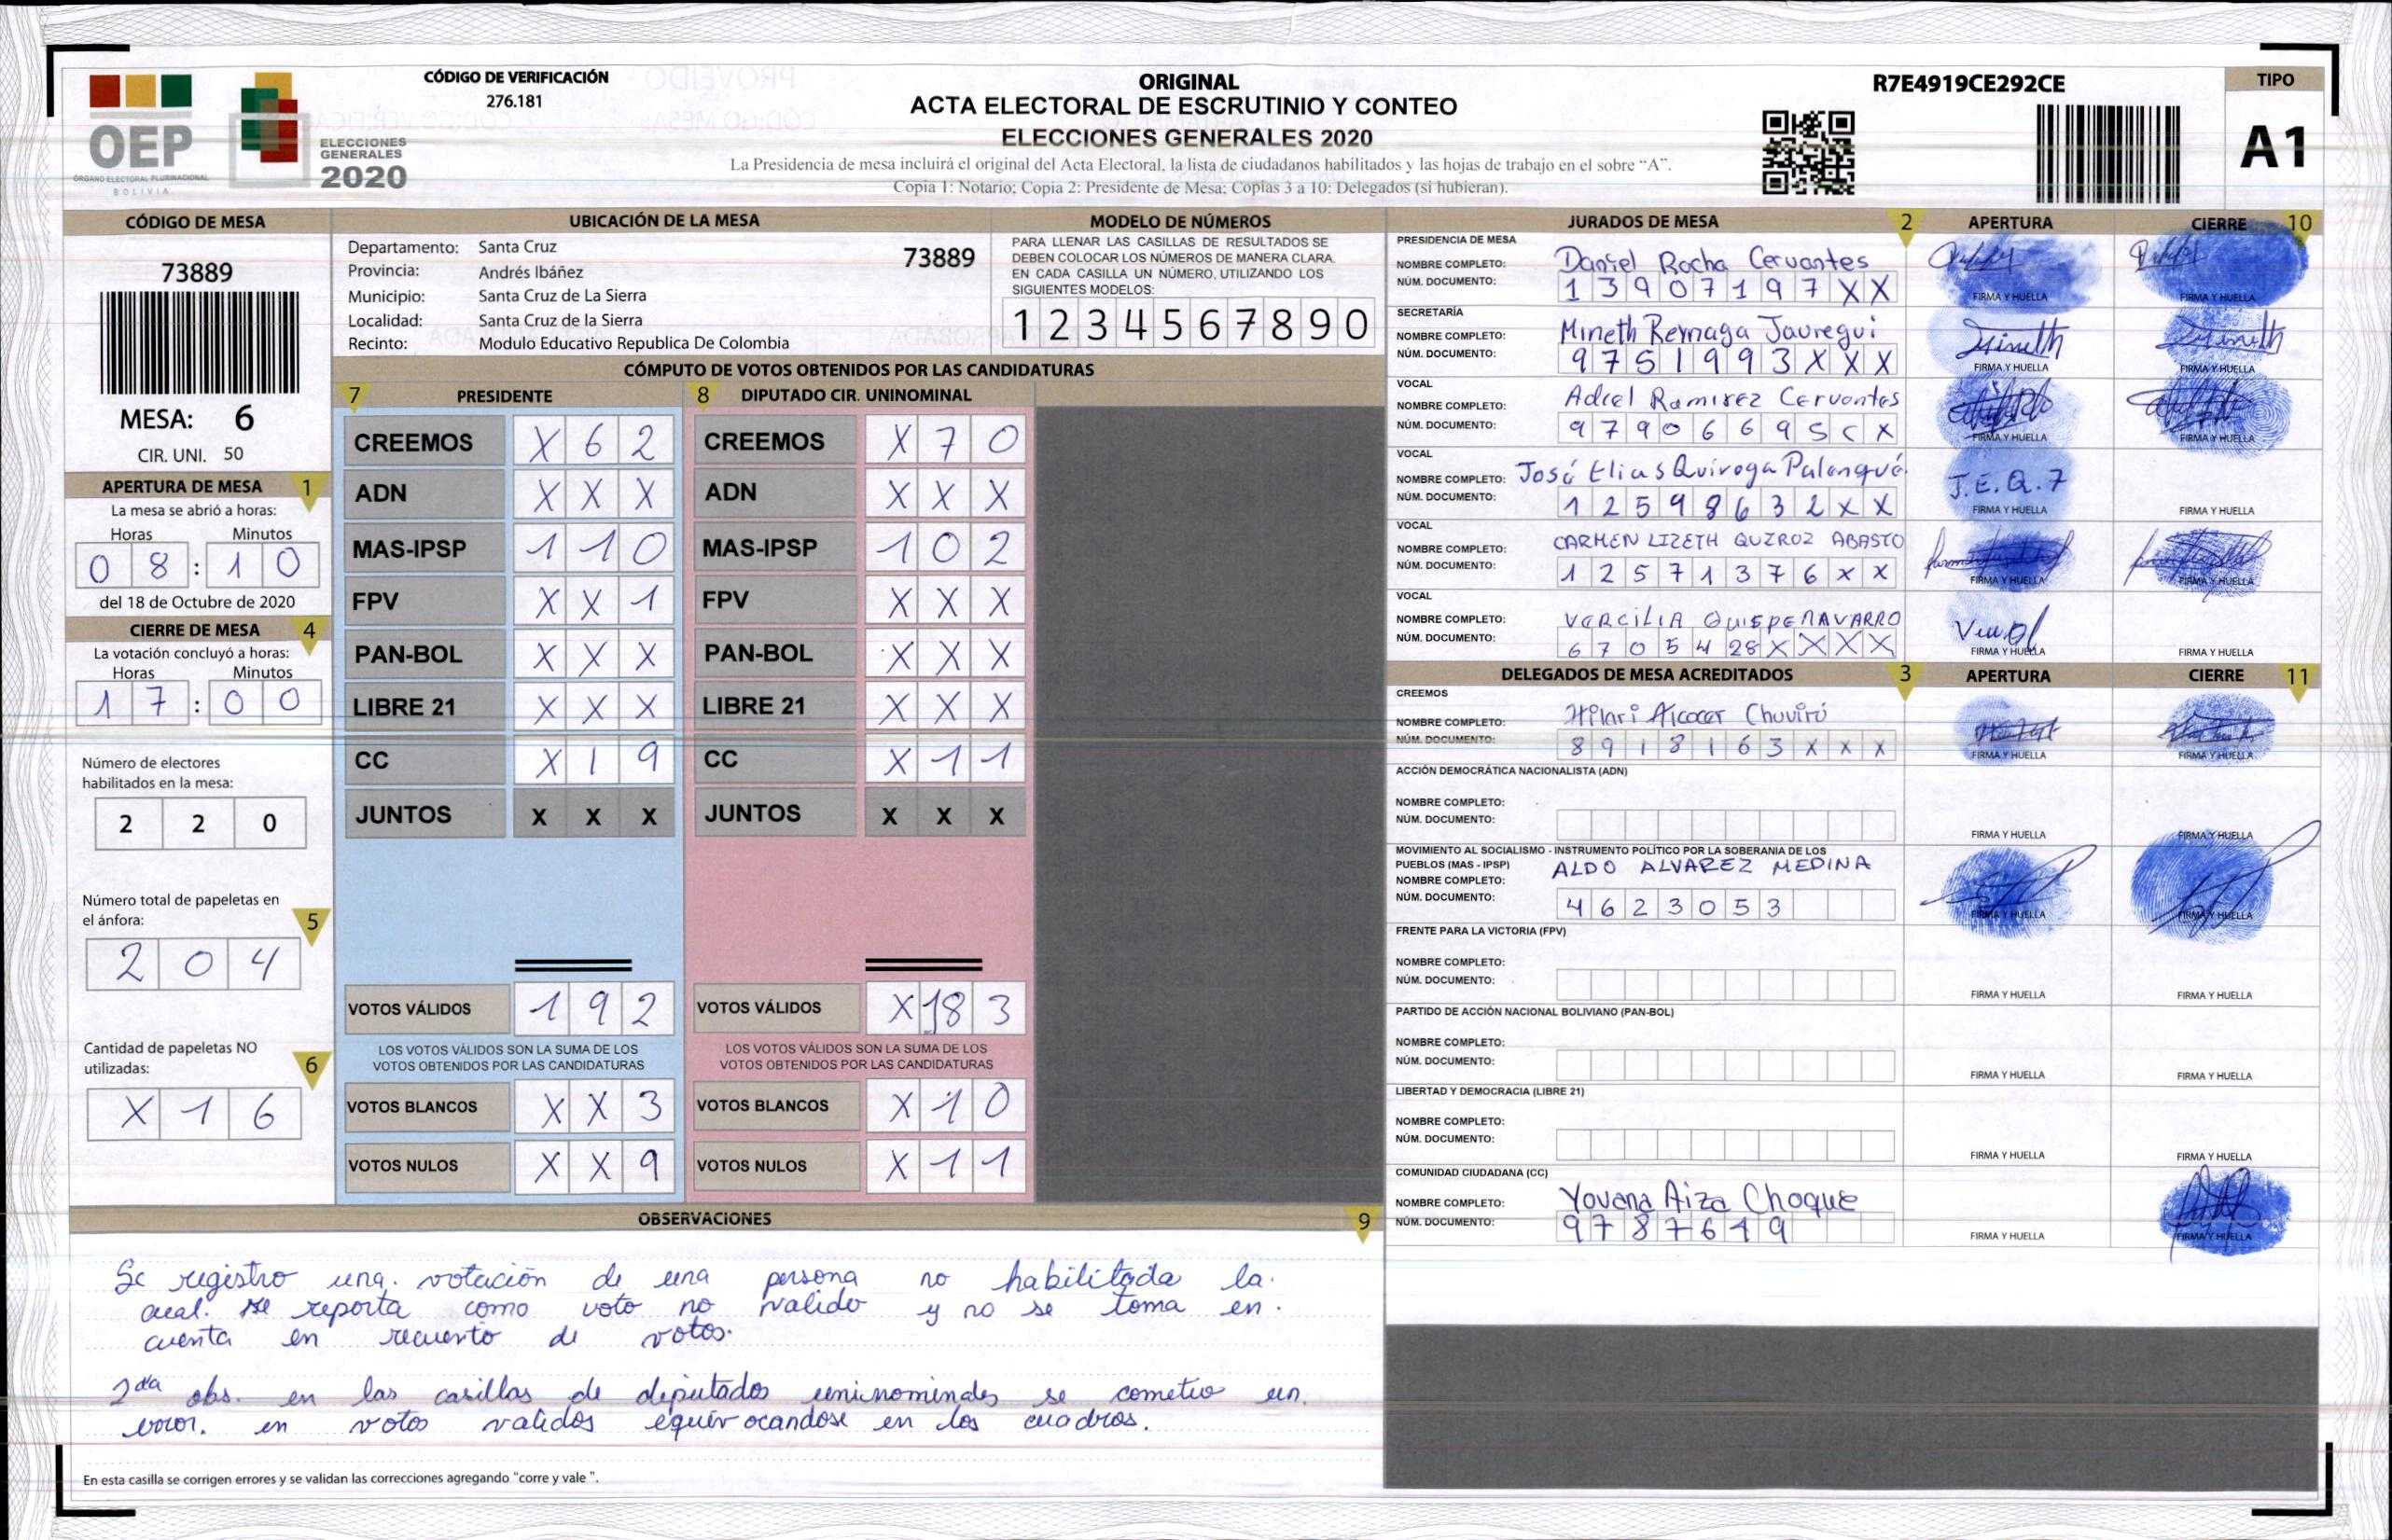 CÓDIGO DE VERIFICACIÓN
276.181
ORIGINAL
ACTA ELECTORAL DE ESCRUTINIO Y CONTEO
ELECCIONES GENERALES 2020
La Presidencia de mesa incluirá el original del Acta Electoral, la lista de ciudadanos habilitados y las hojas de trabajo en el sobre “A”.
Copia 1: Notario; Copia 2: Presidente de Mesa; Copias 3 a 10: Delegados (si hubieran).
R7E4919CE292CE
TIPO
A1
OEP
ÓRGANO ELECTORAL PLURINACIONAL
BOLIVIA
ELECCIONES
GENERALES
2020
CÓDIGO DE MESA
73889
MESA: 6
CIR. UNI. 50
APERTURA DE MESA 1
La mesa se abrió a horas:
Horas Minutos
0 8 : 1 0
del 18 de Octubre de 2020
CIERRE DE MESA 4
La votación concluyó a horas:
Horas Minutos
1 7 : 0 0
Número de electores
habilitados en la mesa:
2 2 0
Número total de papeletas en
el ánfora: 5
2 0 4
Cantidad de papeletas NO
utilizadas: 6
X 1 6
UBICACIÓN DE LA MESA
Departamento: Santa Cruz 73889
Provincia: Andrés Ibáñez
Municipio: Santa Cruz de La Sierra
Localidad: Santa Cruz de la Sierra
Recinto: Modulo Educativo Republica De Colombia
MODELO DE NÚMEROS
PARA LLENAR LAS CASILLAS DE RESULTADOS SE
DEBEN COLOCAR LOS NÚMEROS DE MANERA CLARA.
EN CADA CASILLA UN NÚMERO, UTILIZANDO LOS
SIGUIENTES MODELOS:
1 2 3 4 5 6 7 8 9 0
CÓMPUTO DE VOTOS OBTENIDOS POR LAS CANDIDATURAS
7 PRESIDENTE
CREEMOS X 6 2
ADN X X X
MAS-IPSP 1 1 0
FPV X X 1
PAN-BOL X X X
LIBRE 21 X X X
CC X 1 9
JUNTOS X X X
VOTOS VÁLIDOS 1 9 2
LOS VOTOS VÁLIDOS SON LA SUMA DE LOS
VOTOS OBTENIDOS POR LAS CANDIDATURAS
VOTOS BLANCOS X X 3
VOTOS NULOS X X 9
8 DIPUTADO CIR. UNINOMINAL
CREEMOS X 7 0
ADN X X X
MAS-IPSP 1 0 2
FPV X X X
PAN-BOL X X X
LIBRE 21 X X X
CC X 1 1
JUNTOS X X X
VOTOS VÁLIDOS X 18 3
LOS VOTOS VÁLIDOS SON LA SUMA DE LOS
VOTOS OBTENIDOS POR LAS CANDIDATURAS
VOTOS BLANCOS X 1 0
VOTOS NULOS X 1 1
OBSERVACIONES 9
Se registro una. votación de una persona no habilitada la.
cual. se reporta como voto no valido y no se toma en.
cuenta en recuento de votos.
2da obs. en las casillas de diputados uninominales se cometio un.
error. en votos validos equivocandose en los cuadros.
En esta casilla se corrigen errores y se validan las correcciones agregando “corre y vale ”.
JURADOS DE MESA 2 APERTURA CIERRE 10
PRESIDENCIA DE MESA
NOMBRE COMPLETO: Daniel Rocha Cervantes
NÚM. DOCUMENTO: 1 3 9 0 7 1 9 7 X X
FIRMA Y HUELLA FIRMA Y HUELLA
SECRETARÍA
NOMBRE COMPLETO: Mineth Reynaga Jauregui
NÚM. DOCUMENTO: 9 7 5 1 9 9 3 X X X
FIRMA Y HUELLA FIRMA Y HUELLA
VOCAL
NOMBRE COMPLETO: Adiel Ramirez Cervantes
NÚM. DOCUMENTO: 9 7 9 0 6 6 9 S C X
FIRMA Y HUELLA FIRMA Y HUELLA
VOCAL
NOMBRE COMPLETO: José Elias Quiroga Palanqué
NÚM. DOCUMENTO: 1 2 5 9 8 6 3 2 X X
J.E.Q.7
FIRMA Y HUELLA FIRMA Y HUELLA
VOCAL
NOMBRE COMPLETO: CARMEN LIZETH QUIROZ ABASTO
NÚM. DOCUMENTO: 1 2 5 7 1 3 7 6 X X
FIRMA Y HUELLA FIRMA Y HUELLA
VOCAL
NOMBRE COMPLETO: VERCILIA QUISPE NAVARRO
NÚM. DOCUMENTO: 6 7 0 5 4 28 X X X X
FIRMA Y HUELLA FIRMA Y HUELLA
DELEGADOS DE MESA ACREDITADOS 3 APERTURA CIERRE 11
CREEMOS
NOMBRE COMPLETO: Hilari Alcocer Chuvirú
NÚM. DOCUMENTO: 8 9 1 8 1 6 3 X X X
FIRMA Y HUELLA FIRMA Y HUELLA
ACCIÓN DEMOCRÁTICA NACIONALISTA (ADN)
NOMBRE COMPLETO:
NÚM. DOCUMENTO:
FIRMA Y HUELLA FIRMA Y HUELLA
MOVIMIENTO AL SOCIALISMO - INSTRUMENTO POLÍTICO POR LA SOBERANIA DE LOS
PUEBLOS (MAS - IPSP)
NOMBRE COMPLETO: ALDO ALVAREZ MEDINA
NÚM. DOCUMENTO: 4 6 2 3 0 5 3
FIRMA Y HUELLA FIRMA Y HUELLA
FRENTE PARA LA VICTORIA (FPV)
NOMBRE COMPLETO:
NÚM. DOCUMENTO:
FIRMA Y HUELLA FIRMA Y HUELLA
PARTIDO DE ACCIÓN NACIONAL BOLIVIANO (PAN-BOL)
NOMBRE COMPLETO:
NÚM. DOCUMENTO:
FIRMA Y HUELLA FIRMA Y HUELLA
LIBERTAD Y DEMOCRACIA (LIBRE 21)
NOMBRE COMPLETO:
NÚM. DOCUMENTO:
FIRMA Y HUELLA FIRMA Y HUELLA
COMUNIDAD CIUDADANA (CC)
NOMBRE COMPLETO: Yovana Aiza Choque
NÚM. DOCUMENTO: 9 7 8 7 6 1 9
FIRMA Y HUELLA FIRMA Y HUELLA